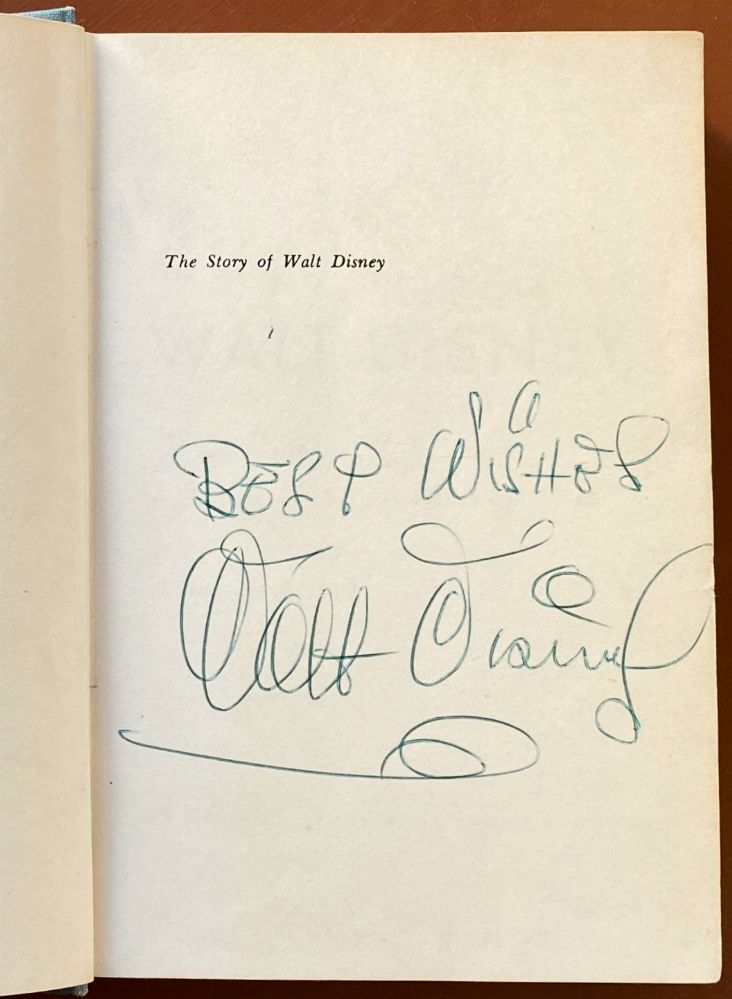 The Story of Walt Disney
BEST WISHES
Walt Disney